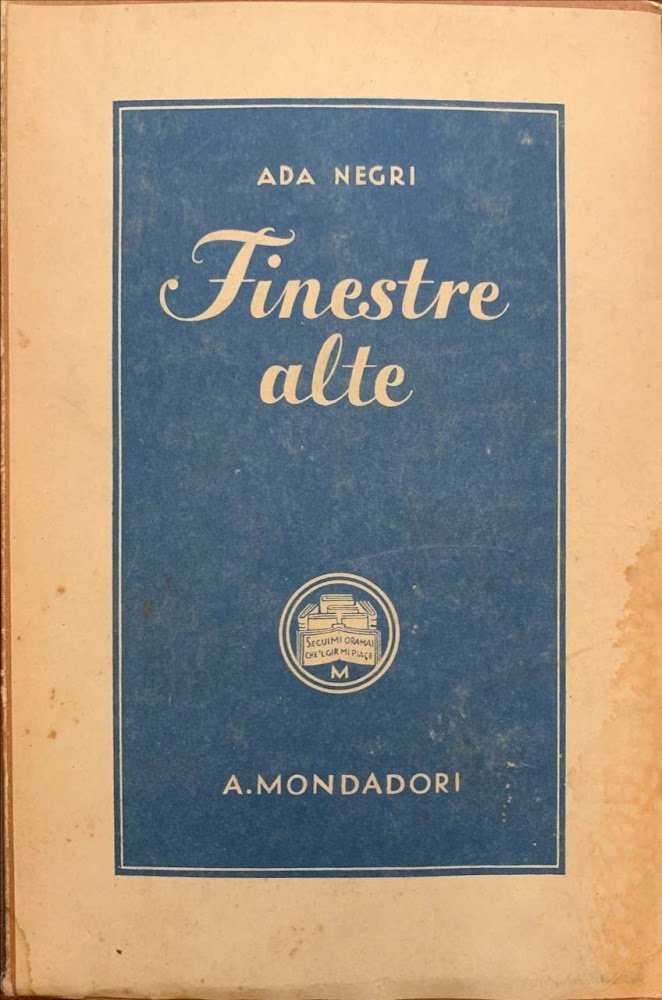 ADA NEGRI
Finestre
alte
SEGUIMI ORAMAI
CHE'L GIR MI PIACE
M
A. MONDADORI